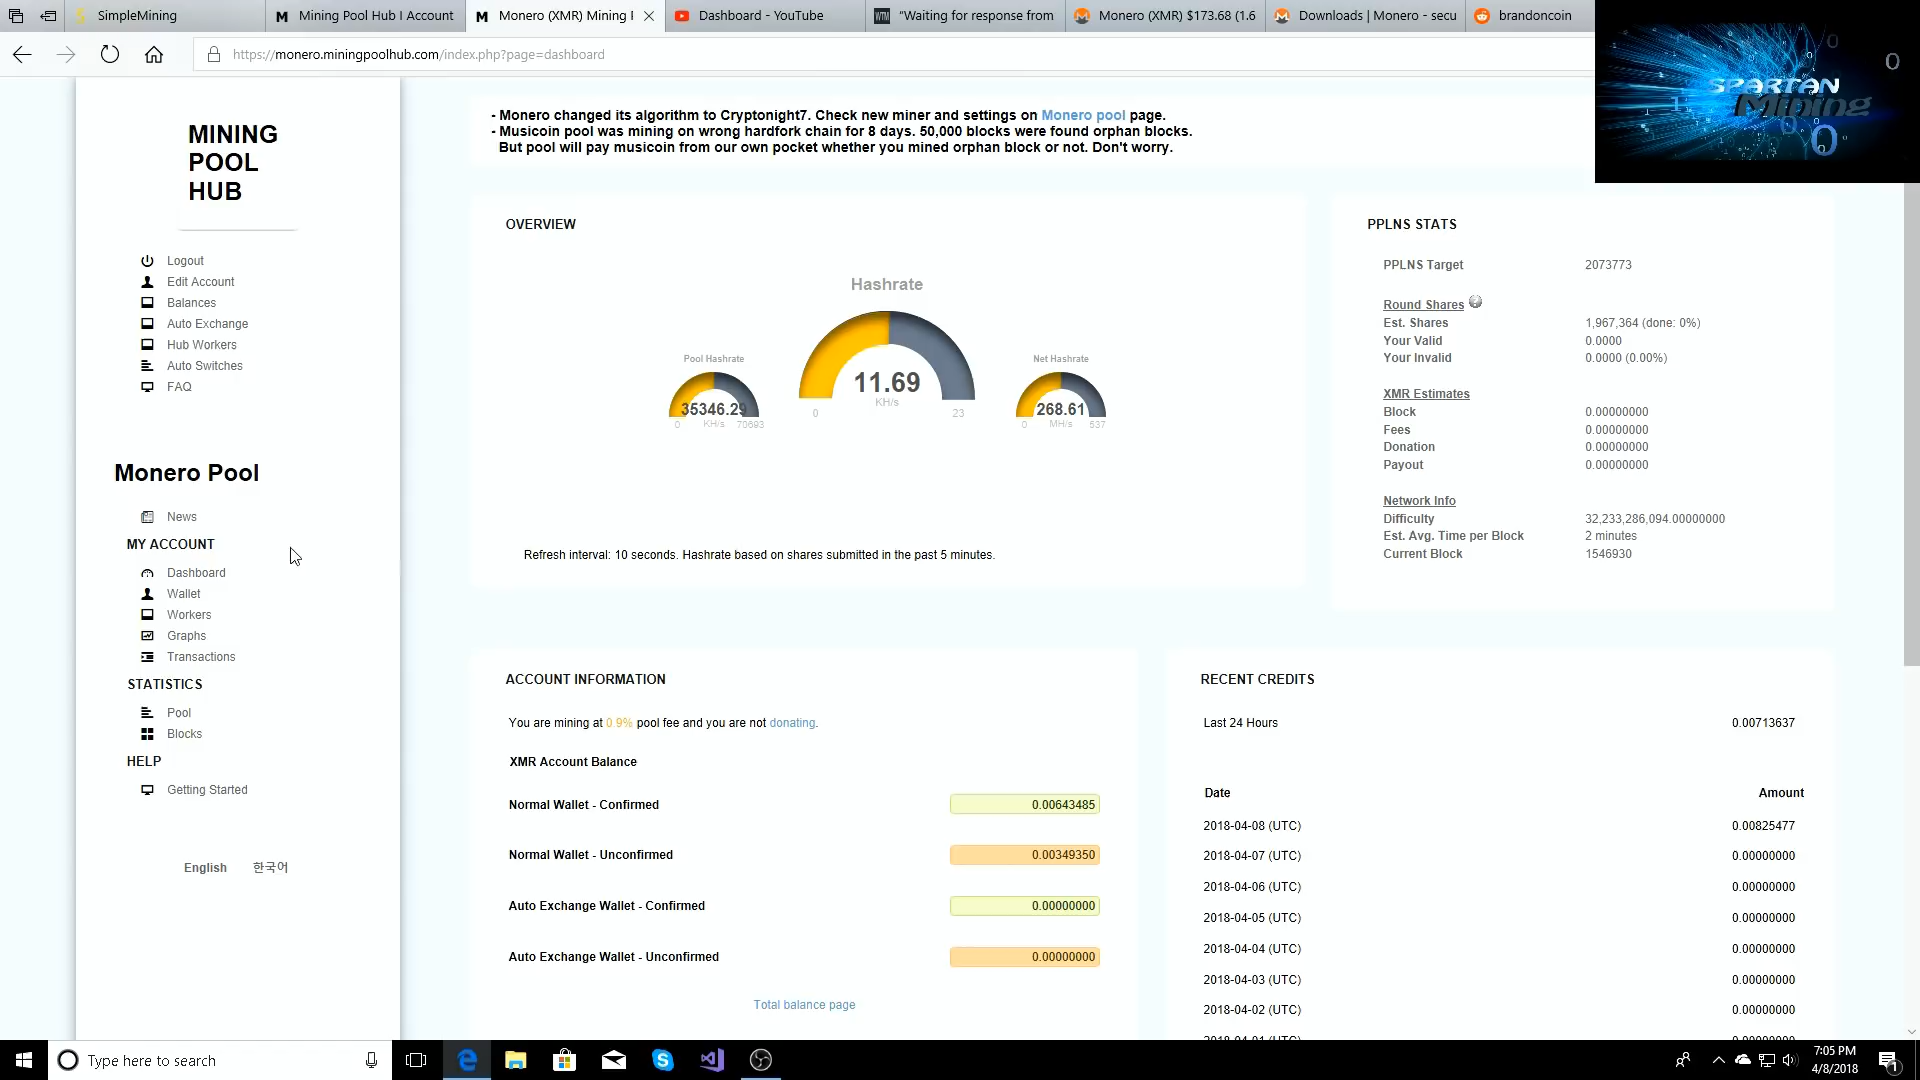 SimpleMining
Mining Pool Hub I Account
Monero (XMR) Mining P
Dashboard - YouTube
"Waiting for response from
Monero (XMR) $173.68 (1.6
Downloads | Monero - secu
brandoncoin
https://monero.miningpoolhub.com/index.php?page=dashboard
SPARTAN
Mining
MINING
POOL
HUB
Logout
Edit Account
Balances
Auto Exchange
Hub Workers
Auto Switches
FAQ
Monero Pool
News
MY ACCOUNT
Dashboard
Wallet
Workers
Graphs
Transactions
STATISTICS
Pool
Blocks
HELP
Getting Started
English 한국어
- Monero changed its algorithm to Cryptonight7. Check new miner and settings on Monero pool page.
- Musicoin pool was mining on wrong hardfork chain for 8 days. 50,000 blocks were found orphan blocks.
But pool will pay musicoin from our own pocket whether you mined orphan block or not. Don't worry.
OVERVIEW
Hashrate
Pool Hashrate
35346.29
KH/s
0 70693
11.69
KH/s
0 23
Net Hashrate
268.61
MH/s
0 537
Refresh interval: 10 seconds. Hashrate based on shares submitted in the past 5 minutes.
PPLNS STATS
PPLNS Target 2073773
Round Shares
Est. Shares 1,967,364 (done: 0%)
Your Valid 0.0000
Your Invalid 0.0000 (0.00%)
XMR Estimates
Block 0.00000000
Fees 0.00000000
Donation 0.00000000
Payout 0.00000000
Network Info
Difficulty 32,233,286,094.00000000
Est. Avg. Time per Block 2 minutes
Current Block 1546930
ACCOUNT INFORMATION
You are mining at 0.9% pool fee and you are not donating.
XMR Account Balance
Normal Wallet - Confirmed 0.00643485
Normal Wallet - Unconfirmed 0.00349350
Auto Exchange Wallet - Confirmed 0.00000000
Auto Exchange Wallet - Unconfirmed 0.00000000
Total balance page
RECENT CREDITS
Last 24 Hours 0.00713637
Date Amount
2018-04-08 (UTC) 0.00825477
2018-04-07 (UTC) 0.00000000
2018-04-06 (UTC) 0.00000000
2018-04-05 (UTC) 0.00000000
2018-04-04 (UTC) 0.00000000
2018-04-03 (UTC) 0.00000000
2018-04-02 (UTC) 0.00000000
2018-04-01 (UTC) 0.00000000
Type here to search
7:05 PM
4/8/2018